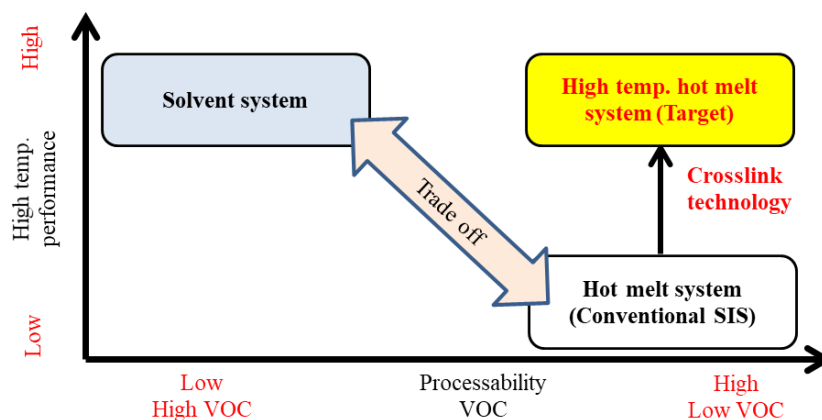 High
High temp.
performance
Low
Solvent system
High temp. hot melt
system (Target)
Trade off
Crosslink
technology
Hot melt system
(Conventional SIS)
Low
High VOC
Processability
VOC
High
Low VOC